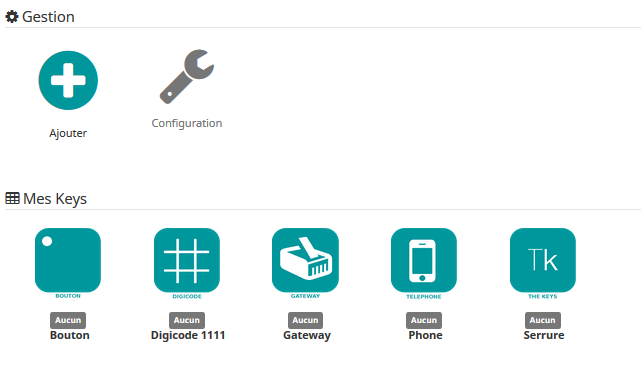 Gestion
Ajouter
Configuration
Mes Keys
BOUTON
DIGICODE
GATEWAY
TELEPHONE
Tk
THE KEYS
Aucun
Aucun
Aucun
Aucun
Aucun
Bouton
Digicode 1111
Gateway
Phone
Serrure